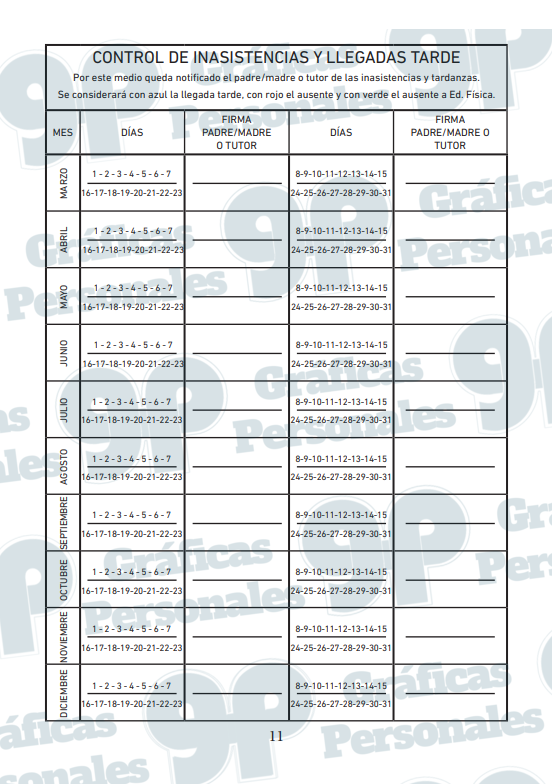 CONTROL DE INASISTENCIAS Y LLEGADAS TARDE
Por este medio queda notificado el padre/madre o tutor de las inasistencias y tardanzas.
Se considerará con azul la llegada tarde, con rojo el ausente y con verde el ausente a Ed. Física.
MES DÍAS FIRMA PADRE/MADRE O TUTOR DÍAS FIRMA PADRE/MADRE O TUTOR
MARZO
1 - 2 - 3 - 4 - 5 - 6 - 7 8-9-10-11-12-13-14-15
16-17-18-19-20-21-22-23 24-25-26-27-28-29-30-31
ABRIL
1 - 2 - 3 - 4 - 5 - 6 - 7 8-9-10-11-12-13-14-15
16-17-18-19-20-21-22-23 24-25-26-27-28-29-30-31
MAYO
1 - 2 - 3 - 4 - 5 - 6 - 7 8-9-10-11-12-13-14-15
16-17-18-19-20-21-22-23 24-25-26-27-28-29-30-31
JUNIO
1 - 2 - 3 - 4 - 5 - 6 - 7 8-9-10-11-12-13-14-15
16-17-18-19-20-21-22-23 24-25-26-27-28-29-30-31
JULIO
1 - 2 - 3 - 4 - 5 - 6 - 7 8-9-10-11-12-13-14-15
16-17-18-19-20-21-22-23 24-25-26-27-28-29-30-31
AGOSTO
1 - 2 - 3 - 4 - 5 - 6 - 7 8-9-10-11-12-13-14-15
16-17-18-19-20-21-22-23 24-25-26-27-28-29-30-31
SEPTIEMBRE
1 - 2 - 3 - 4 - 5 - 6 - 7 8-9-10-11-12-13-14-15
16-17-18-19-20-21-22-23 24-25-26-27-28-29-30-31
OCTUBRE
1 - 2 - 3 - 4 - 5 - 6 - 7 8-9-10-11-12-13-14-15
16-17-18-19-20-21-22-23 24-25-26-27-28-29-30-31
NOVIEMBRE
1 - 2 - 3 - 4 - 5 - 6 - 7 8-9-10-11-12-13-14-15
16-17-18-19-20-21-22-23 24-25-26-27-28-29-30-31
DICIEMBRE
1 - 2 - 3 - 4 - 5 - 6 - 7 8-9-10-11-12-13-14-15
16-17-18-19-20-21-22-23 24-25-26-27-28-29-30-31
11
gp Gráficas Personales